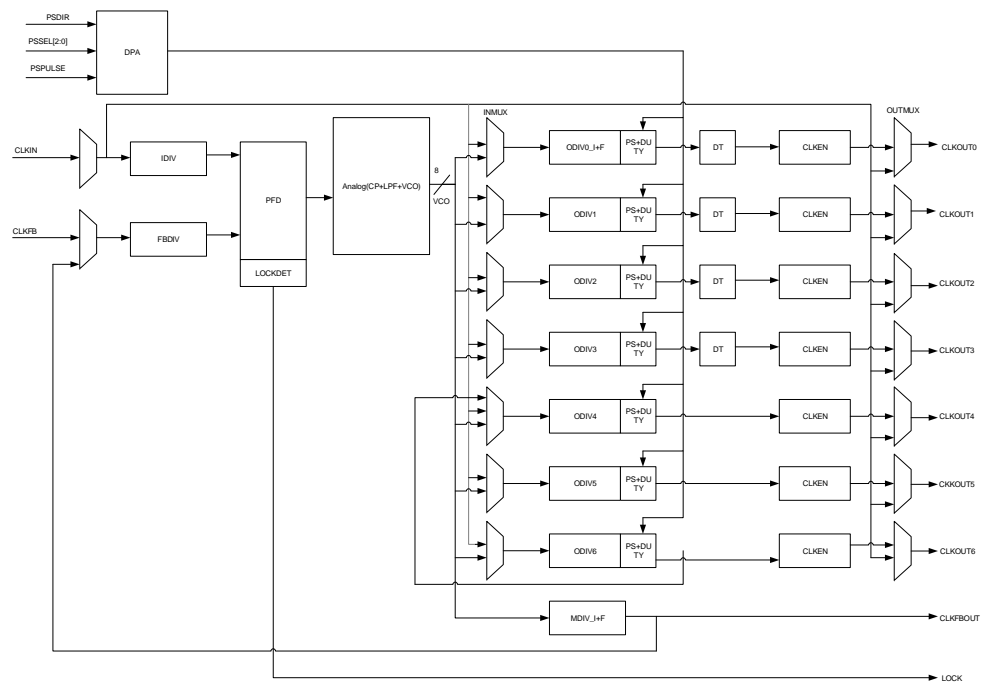 PSDIR
PSSEL[2:0]
PSPULSE
DPA
INMUX
OUTMUX
CLKIN
IDIV
CLKFB
FBDIV
PFD
LOCKDET
Analog(CP+LPF+VCO)
8
VCO
ODIV0_I+F
PS+DU
TY
DT
CLKEN
CLKOUT0
ODIV1
PS+DU
TY
DT
CLKEN
CLKOUT1
ODIV2
PS+DU
TY
DT
CLKEN
CLKOUT2
ODIV3
PS+DU
TY
DT
CLKEN
CLKOUT3
ODIV4
PS+DU
TY
CLKEN
CLKOUT4
ODIV5
PS+DU
TY
CLKEN
CKKOUT5
ODIV6
PS+DU
TY
CLKEN
CLKOUT6
MDIV_I+F
CLKFBOUT
LOCK